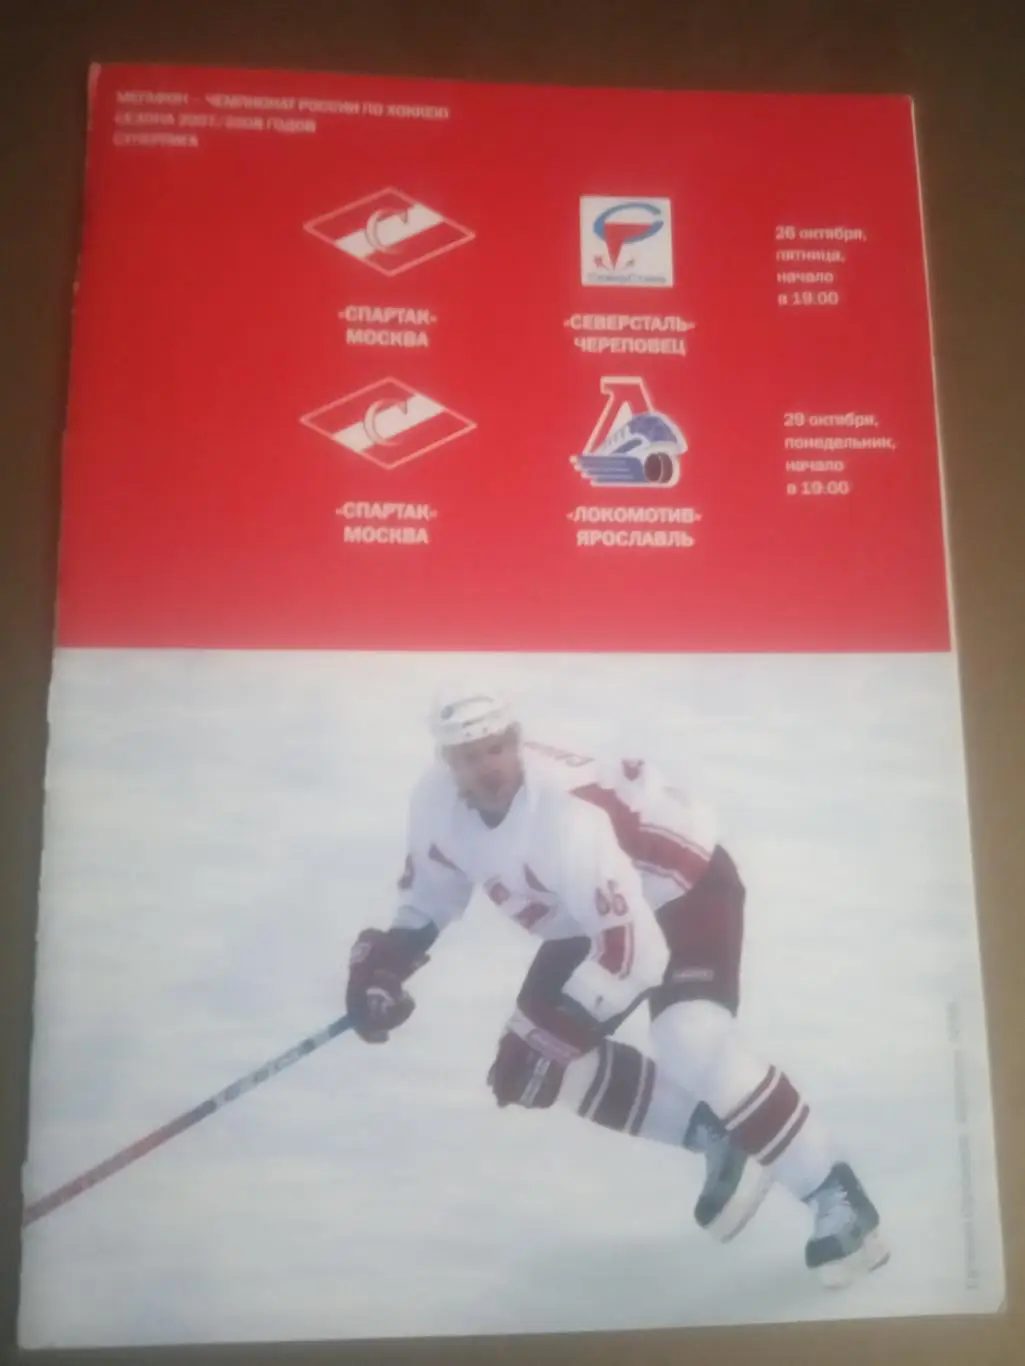 МЕГАФОН – ЧЕМПИОНАТ РОССИИ ПО ХОККЕЮ
СЕЗОНА 2007/2008 ГОДОВ
СУПЕРЛИГА
26 октября,
пятница,
начало
в 19.00
«СПАРТАК»
МОСКВА
«СЕВЕРСТАЛЬ»
ЧЕРЕПОВЕЦ
29 октября,
понедельник,
начало
в 19.00
«СПАРТАК»
МОСКВА
«ЛОКОМОТИВ»
ЯРОСЛАВЛЬ